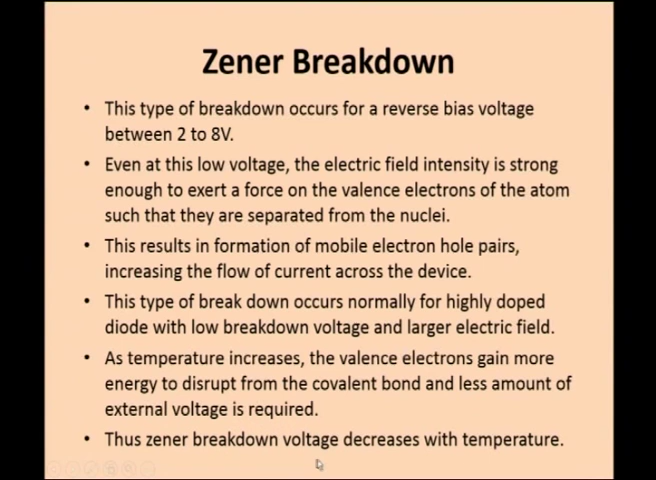 Zener Breakdown
• This type of breakdown occurs for a reverse bias voltage
between 2 to 8V.
• Even at this low voltage, the electric field intensity is strong
enough to exert a force on the valence electrons of the atom
such that they are separated from the nuclei.
• This results in formation of mobile electron hole pairs,
increasing the flow of current across the device.
• This type of break down occurs normally for highly doped
diode with low breakdown voltage and larger electric field.
• As temperature increases, the valence electrons gain more
energy to disrupt from the covalent bond and less amount of
external voltage is required.
• Thus zener breakdown voltage decreases with temperature.